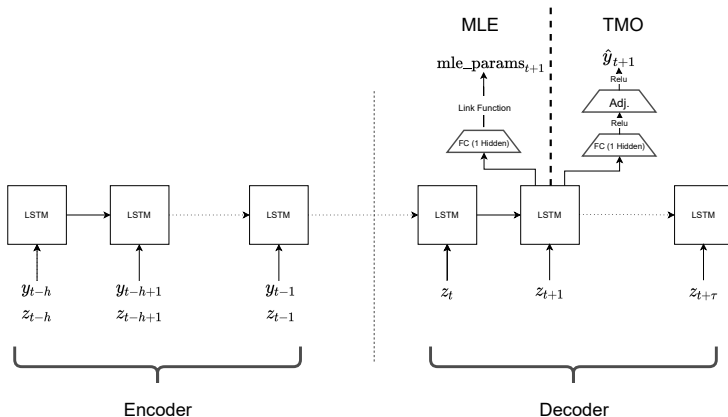 MLE TMO
mle_params_{t+1} ŷ_{t+1}
Relu
Link Function Adj.
Relu
FC (1 Hidden) FC (1 Hidden)
LSTM LSTM LSTM LSTM LSTM LSTM
y_{t−h} y_{t−h+1} y_{t−1} z_t z_{t+1} z_{t+τ}
z_{t−h} z_{t−h+1} z_{t−1}
Encoder Decoder